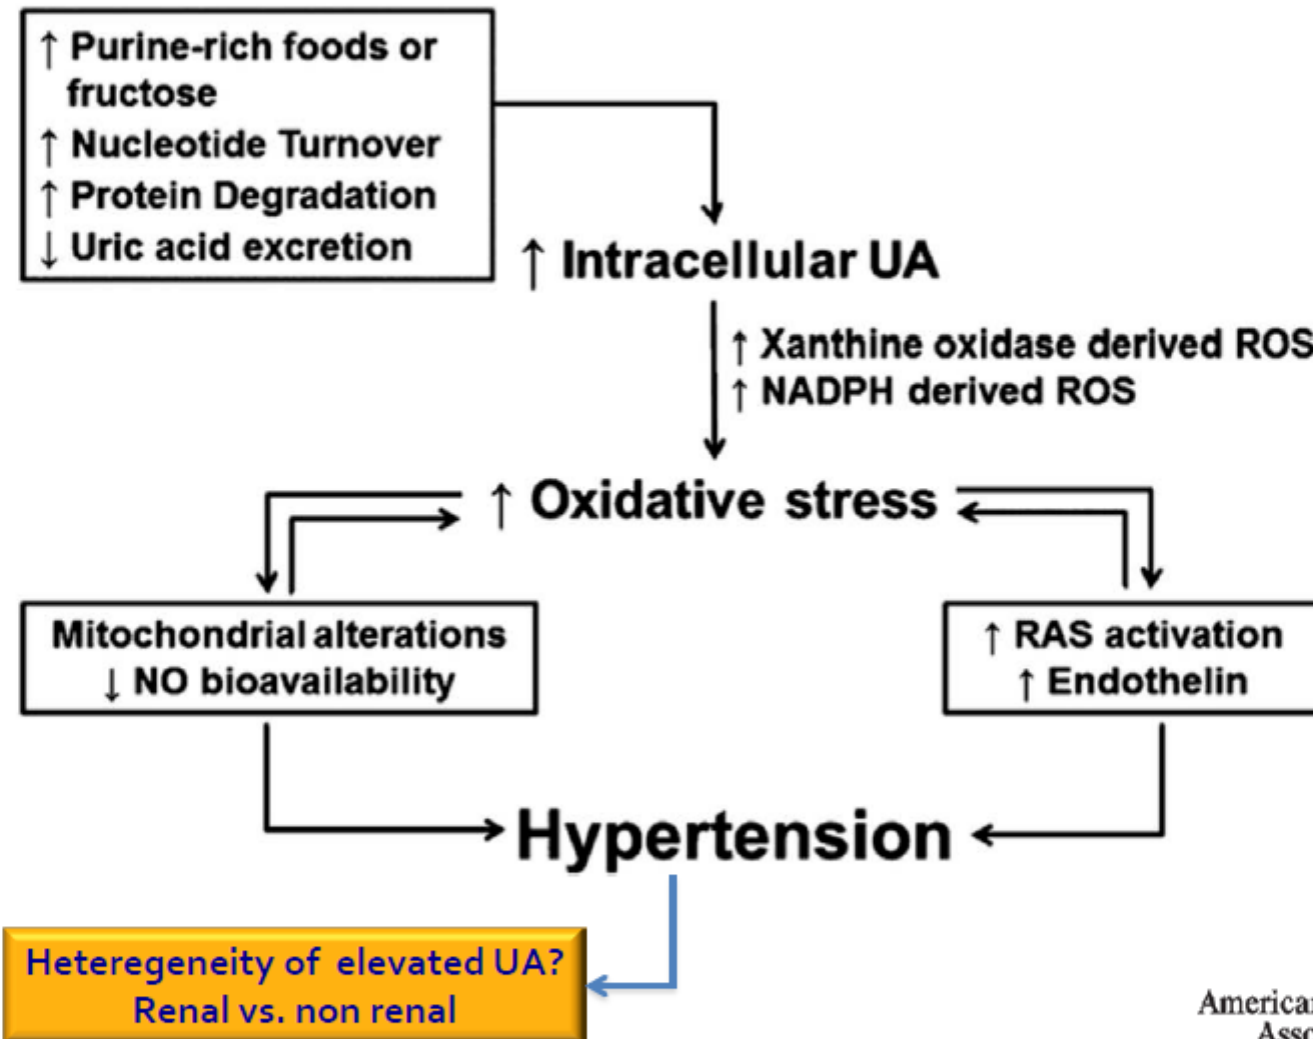 ↑ Purine-rich foods or
fructose
↑ Nucleotide Turnover
↑ Protein Degradation
↓ Uric acid excretion
↑ Intracellular UA
↑ Xanthine oxidase derived ROS
↑ NADPH derived ROS
↑ Oxidative stress
Mitochondrial alterations
↓ NO bioavailability
↑ RAS activation
↑ Endothelin
Hypertension
Heteregeneity of elevated UA?
Renal vs. non renal
American
Asso